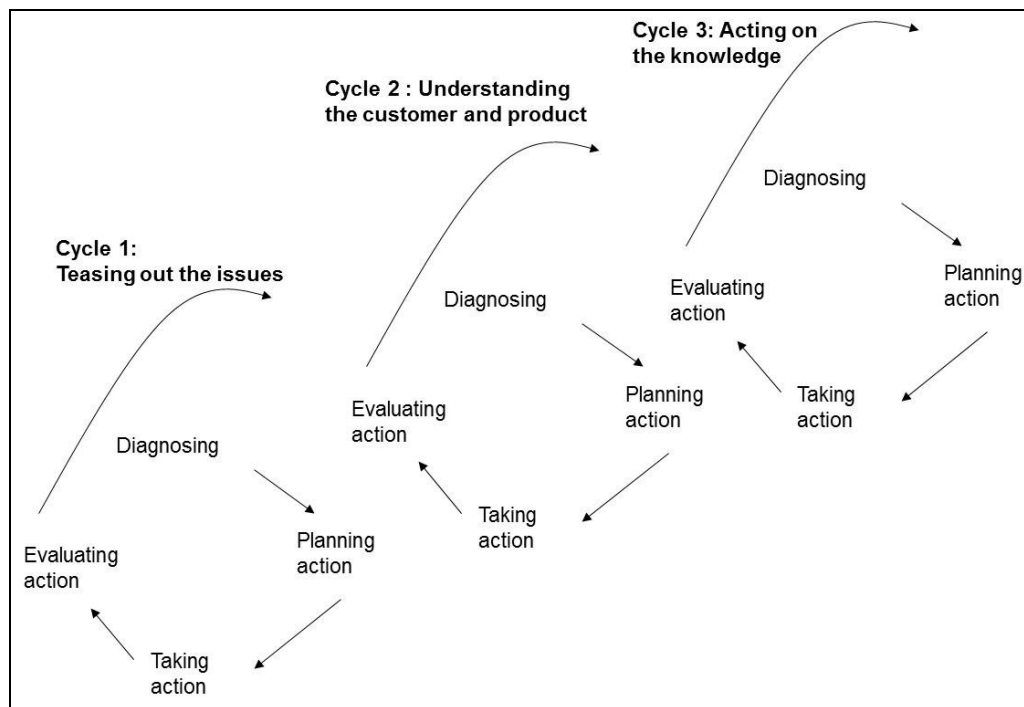 Cycle 1:
Teasing out the issues
Diagnosing
Planning
action
Taking
action
Evaluating
action
Cycle 2 : Understanding
the customer and product
Diagnosing
Planning
action
Taking
action
Evaluating
action
Cycle 3: Acting on
the knowledge
Diagnosing
Planning
action
Taking
action
Evaluating
action